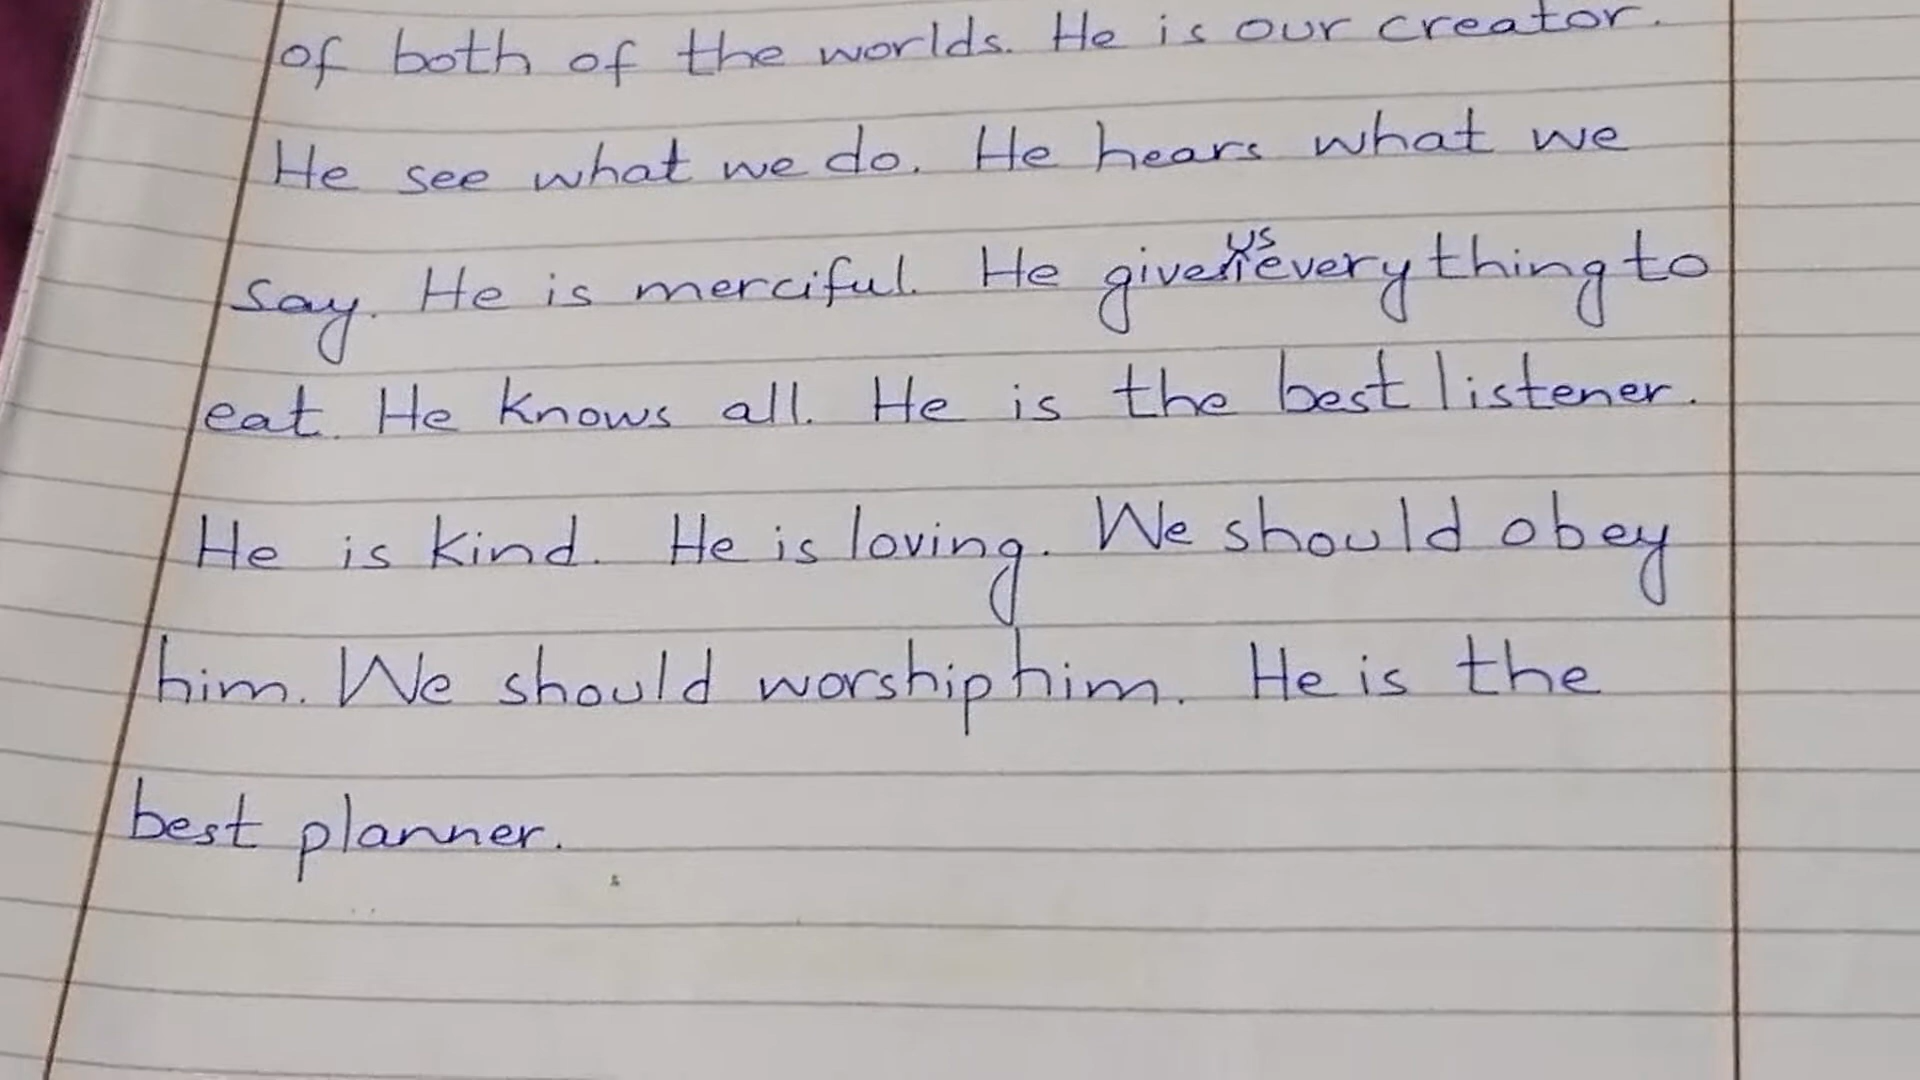 of both of the worlds. He is our creator.
He see what we do. He hears what we
say. He is merciful. He give us everything to
eat. He knows all. He is the best listener.
He is kind. He is loving. We should obey
him. We should worship him. He is the
best planner.